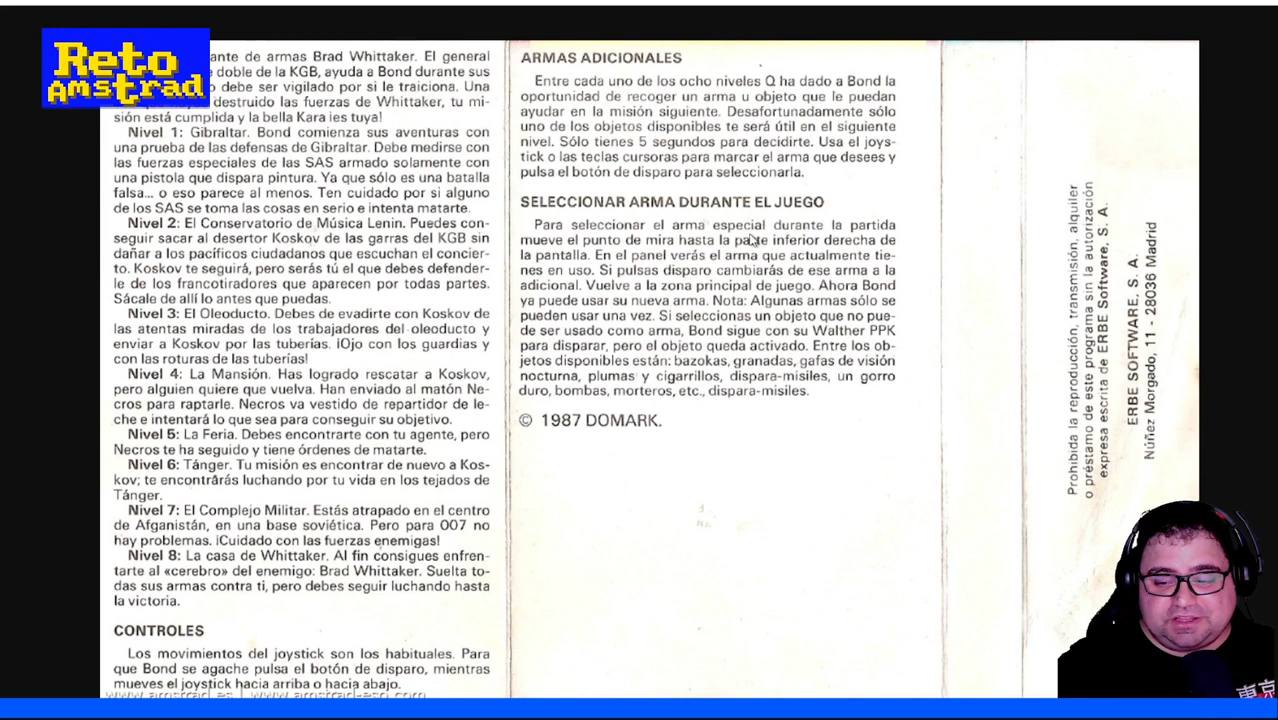 Reto
Amstrad
ante de armas Brad Whittaker. El general
doble de la KGB, ayuda a Bond durante sus
o debe ser vigilado por si le traiciona. Una
destruido las fuerzas de Whittaker, tu mi-
sión está cumplida y la bella Kara ¡es tuya!
Nivel 1: Gibraltar. Bond comienza sus aventuras con
una prueba de las defensas de Gibraltar. Debe medirse con
las fuerzas especiales de las SAS armado solamente con
una pistola que dispara pintura. Ya que sólo es una batalla
falsa... o eso parece al menos. Ten cuidado por si alguno
de los SAS se toma las cosas en serio e intenta matarte.
Nivel 2: El Conservatorio de Música Lenin. Puedes con-
seguir sacar al desertor Koskov de las garras del KGB sin
dañar a los pacíficos ciudadanos que escuchan el concier-
to. Koskov te seguirá, pero serás tú el que debes defender-
le de los francotiradores que aparecen por todas partes.
Sácale de allí lo antes que puedas.
Nivel 3: El Oleoducto. Debes de evadirte con Koskov de
las atentas miradas de los trabajadores del oleoducto y
enviar a Koskov por las tuberías. ¡Ojo con los guardias y
con las roturas de las tuberías!
Nivel 4: La Mansión. Has logrado rescatar a Koskov,
pero alguien quiere que vuelva. Han enviado al matón Ne-
cros para raptarle. Necros va vestido de repartidor de le-
che e intentará lo que sea para conseguir su objetivo.
Nivel 5: La Feria. Debes encontrarte con tu agente, pero
Necros te ha seguido y tiene órdenes de matarte.
Nivel 6: Tánger. Tu misión es encontrar de nuevo a Kos-
kov; te encontrarás luchando por tu vida en los tejados de
Tánger.
Nivel 7: El Complejo Militar. Estás atrapado en el centro
de Afganistán, en una base soviética. Pero para 007 no
hay problemas. ¡Cuidado con las fuerzas enemigas!
Nivel 8: La casa de Whittaker. Al fin consigues enfren-
tarte al «cerebro» del enemigo: Brad Whittaker. Suelta to-
das sus armas contra ti, pero debes seguir luchando hasta
la victoria.
CONTROLES
Los movimientos del joystick son los habituales. Para
que Bond se agache pulsa el botón de disparo, mientras
mueves el joystick hacia arriba o hacia abajo.
www.amstrad.es | www.amstrad-esp.com
ARMAS ADICIONALES
Entre cada uno de los ocho niveles Q ha dado a Bond la
oportunidad de recoger un arma u objeto que le puedan
ayudar en la misión siguiente. Desafortunadamente sólo
uno de los objetos disponibles te será útil en el siguiente
nivel. Sólo tienes 5 segundos para decidirte. Usa el joys-
tick o las teclas cursoras para marcar el arma que desees y
pulsa el botón de disparo para seleccionarla.
SELECCIONAR ARMA DURANTE EL JUEGO
Para seleccionar el arma especial durante la partida
mueve el punto de mira hasta la parte inferior derecha de
la pantalla. En el panel verás el arma que actualmente tie-
nes en uso. Si pulsas disparo cambiarás de ese arma a la
adicional. Vuelve a la zona principal de juego. Ahora Bond
ya puede usar su nueva arma. Nota: Algunas armas sólo se
pueden usar una vez. Si seleccionas un objeto que no pue-
de ser usado como arma, Bond sigue con su Walther PPK
para disparar, pero el objeto queda activado. Entre los ob-
jetos disponibles están: bazokas, granadas, gafas de visión
nocturna, plumas y cigarrillos, dispara-misiles, un gorro
duro, bombas, morteros, etc., dispara-misiles.
© 1987 DOMARK.
Prohibida la reproducción, transmisión, alquiler
o préstamo de este programa sin la autorización
expresa escrita de ERBE Software, S. A.
ERBE SOFTWARE, S. A.
Núñez Morgado, 11 - 28036 Madrid
東京